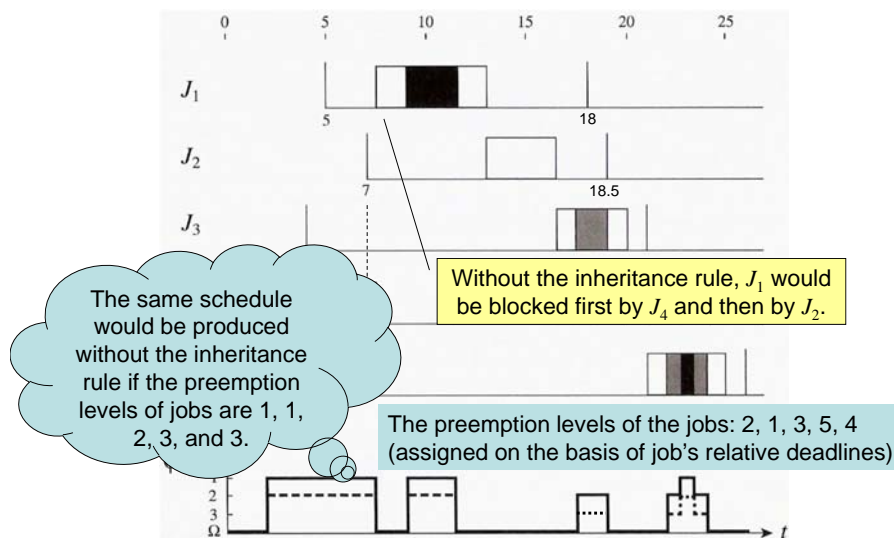 0 5 10 15 20 25
J1
5 18
J2
7 18.5
J3
Without the inheritance rule, J1 would
be blocked first by J4 and then by J2.
The same schedule
would be produced
without the inheritance
rule if the preemption
levels of jobs are 1, 1,
2, 3, and 3.
The preemption levels of the jobs: 2, 1, 3, 5, 4
(assigned on the basis of job's relative deadlines)
2
3
Ω
t